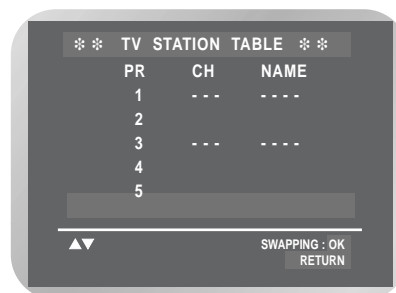 ❇❇ TV STATION TABLE ❇❇
PR CH NAME
1 - - - - - - -
2
3 - - - - - - -
4
5
▲▼ SWAPPING : OK
RETURN